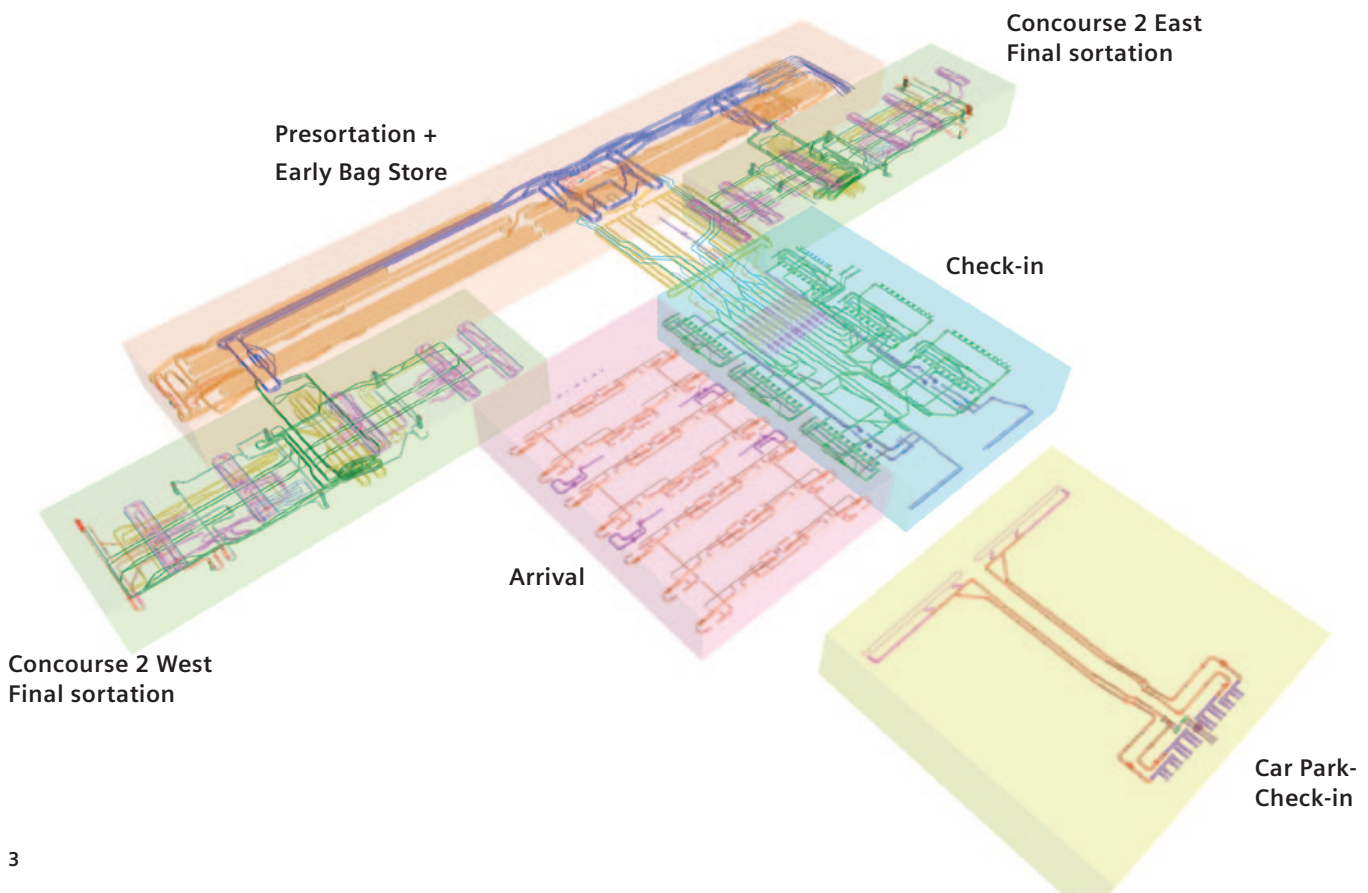 Concourse 2 East
Final sortation
Presortation +
Early Bag Store
Check-in
Arrival
Concourse 2 West
Final sortation
Car Park-
Check-in
3